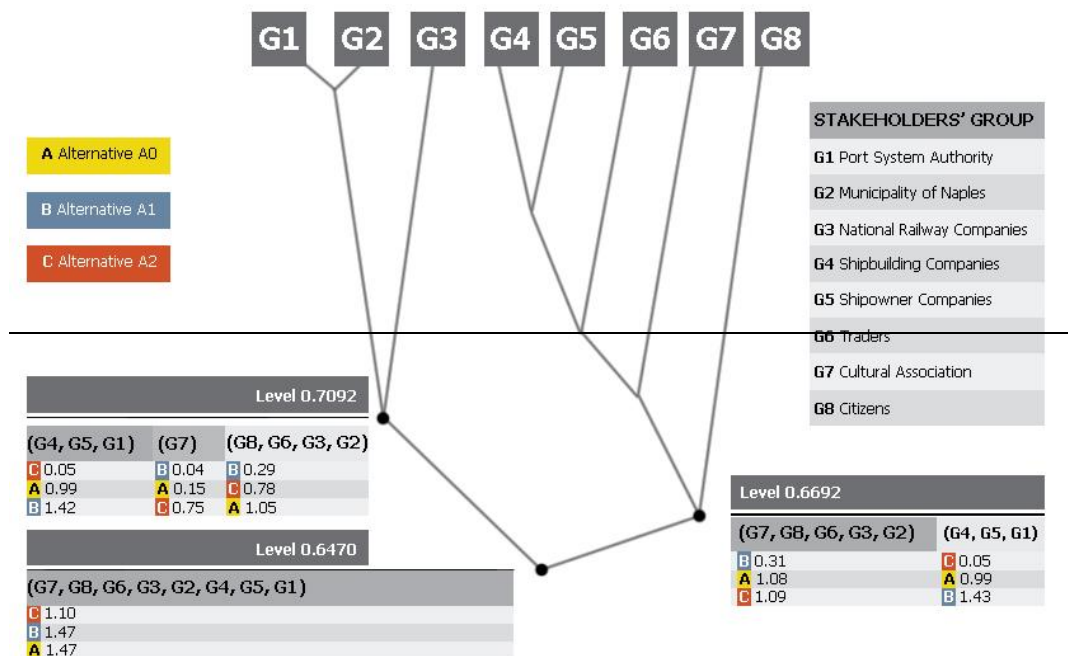 G1 G2 G3 G4 G5 G6 G7 G8
A Alternative A0
B Alternative A1
C Alternative A2
STAKEHOLDERS' GROUP
G1 Port System Authority
G2 Municipality of Naples
G3 National Railway Companies
G4 Shipbuilding Companies
G5 Shipowner Companies
G6 Traders
G7 Cultural Association
G8 Citizens
Level 0.7092
(G4, G5, G1) (G7) (G8, G6, G3, G2)
C 0.05 B 0.04 B 0.29
A 0.99 A 0.15 C 0.78
B 1.42 C 0.75 A 1.05
Level 0.6692
(G7, G8, G6, G3, G2) (G4, G5, G1)
B 0.31 C 0.05
A 1.08 A 0.99
C 1.09 B 1.43
Level 0.6470
(G7, G8, G6, G3, G2, G4, G5, G1)
C 1.10
B 1.47
A 1.47